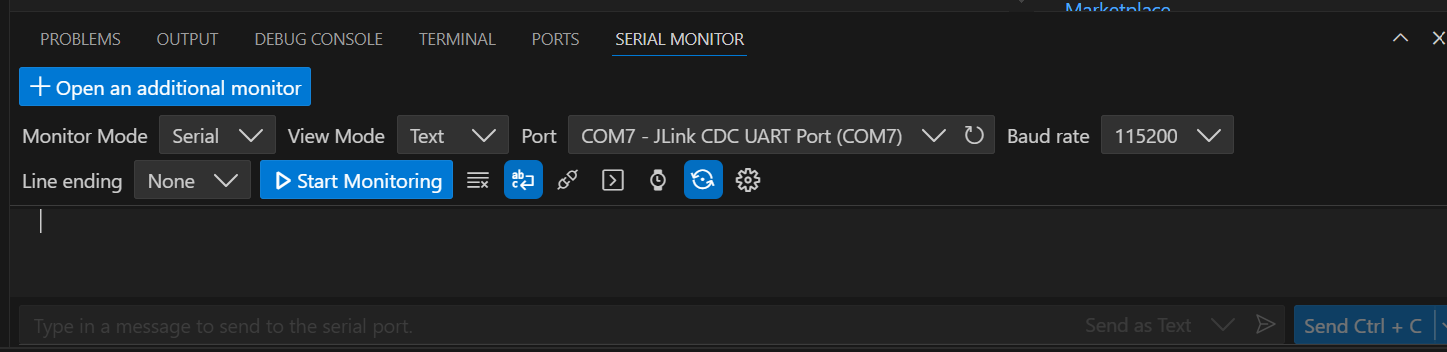 Marketplace
PROBLEMS OUTPUT DEBUG CONSOLE TERMINAL PORTS SERIAL MONITOR
Open an additional monitor
Monitor Mode Serial View Mode Text Port COM7 - JLink CDC UART Port (COM7) Baud rate 115200
Line ending None Start Monitoring ab c
Type in a message to send to the serial port. Send as Text Send Ctrl + C